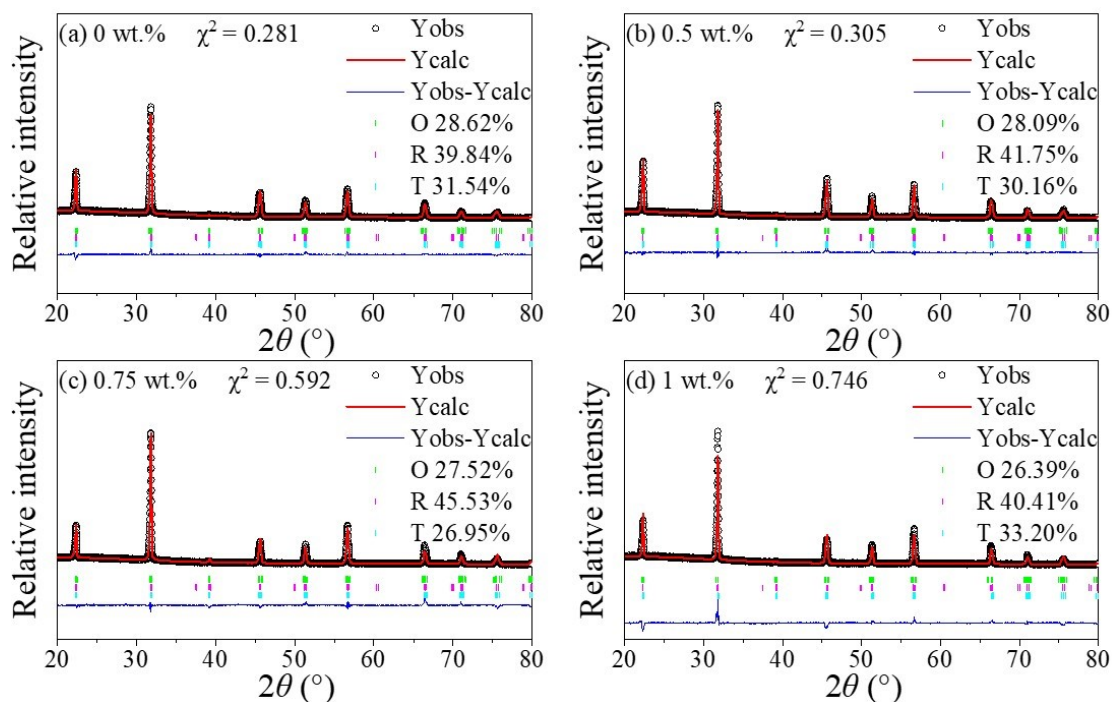 (a) 0 wt.% χ² = 0.281
Yobs
Ycalc
Yobs-Ycalc
O 28.62%
R 39.84%
T 31.54%
Relative intensity
20 30 40 50 60 70 80
2θ (°)
(b) 0.5 wt.% χ² = 0.305
Yobs
Ycalc
Yobs-Ycalc
O 28.09%
R 41.75%
T 30.16%
Relative intensity
20 30 40 50 60 70 80
2θ (°)
(c) 0.75 wt.% χ² = 0.592
Yobs
Ycalc
Yobs-Ycalc
O 27.52%
R 45.53%
T 26.95%
Relative intensity
20 30 40 50 60 70 80
2θ (°)
(d) 1 wt.% χ² = 0.746
Yobs
Ycalc
Yobs-Ycalc
O 26.39%
R 40.41%
T 33.20%
Relative intensity
20 30 40 50 60 70 80
2θ (°)